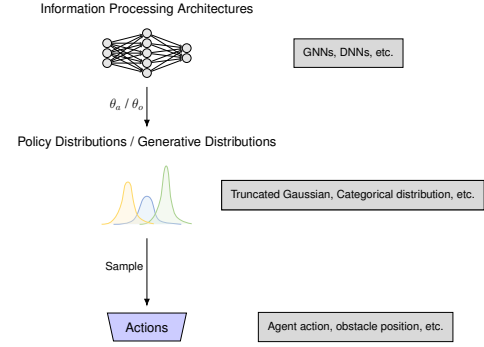 Information Processing Architectures
GNNs, DNNs, etc.
θₐ / θₒ
Policy Distributions / Generative Distributions
Truncated Gaussian, Categorical distribution, etc.
Sample
Actions
Agent action, obstacle position, etc.